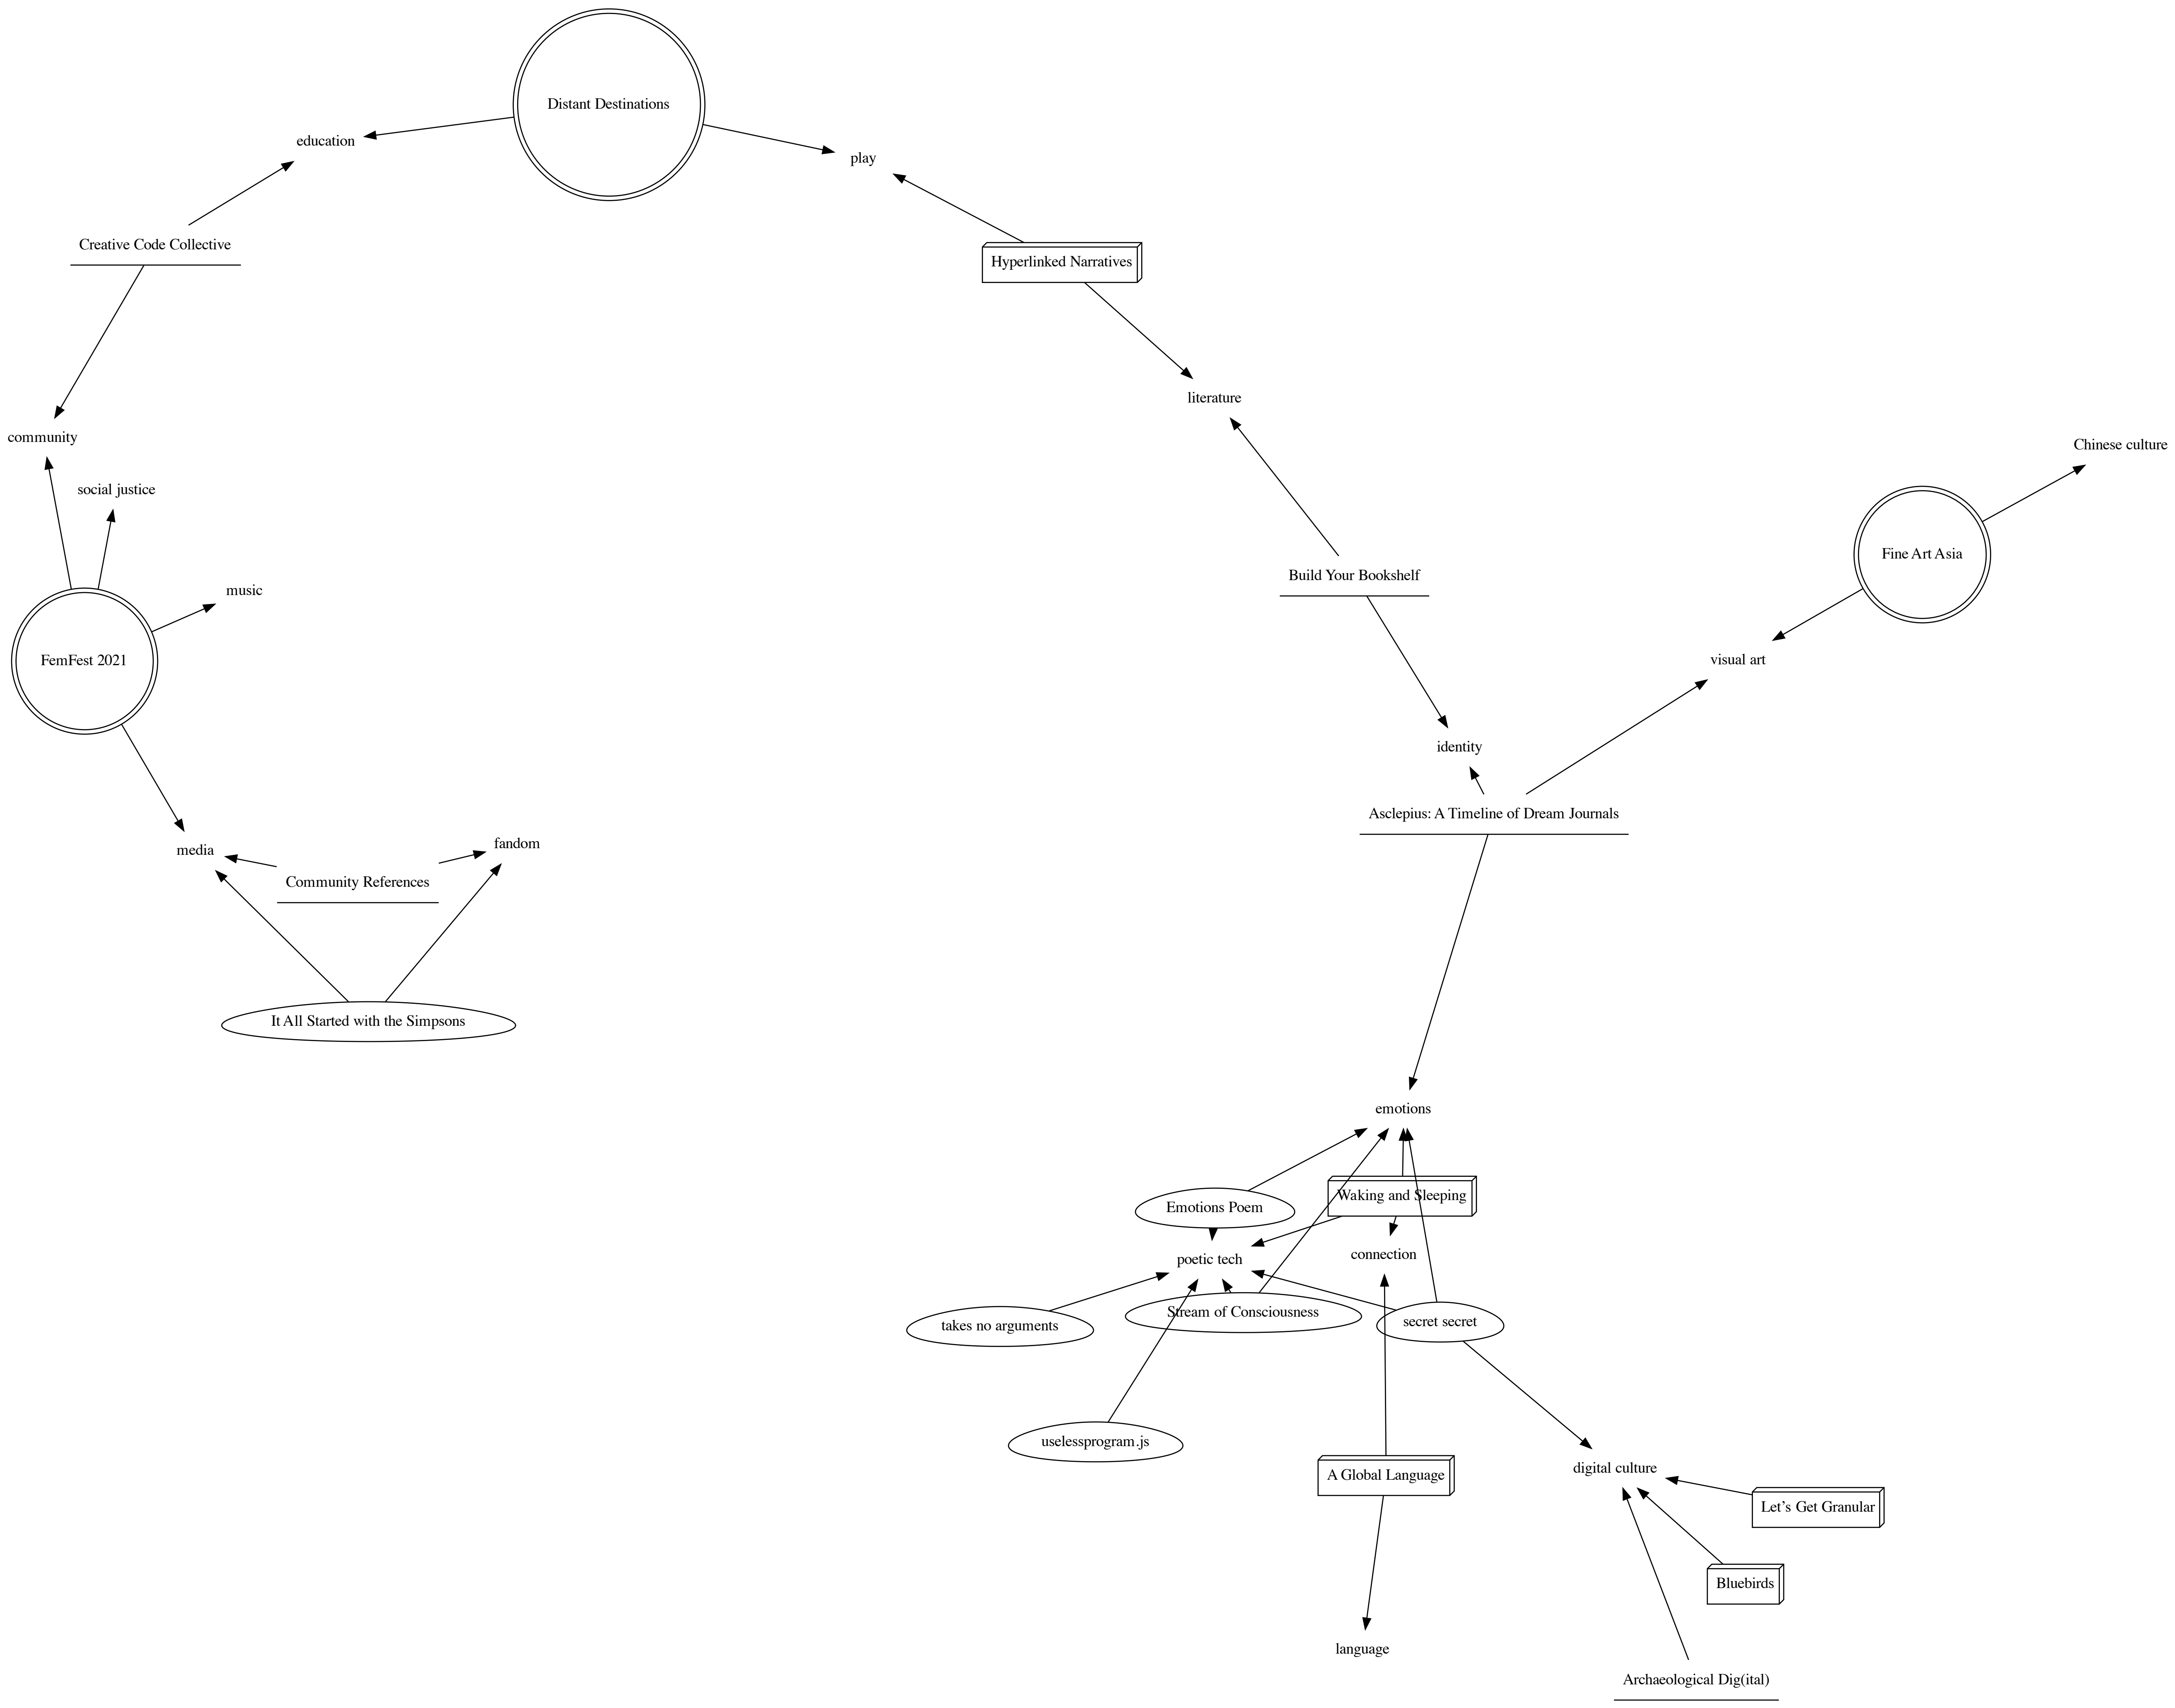 Distant Destinations
education
play
Creative Code Collective
Hyperlinked Narratives
literature
community
Chinese culture
social justice
Fine Art Asia
Build Your Bookshelf
music
FemFest 2021
visual art
identity
Asclepius: A Timeline of Dream Journals
media
fandom
Community References
It All Started with the Simpsons
emotions
Waking and Sleeping
Emotions Poem
connection
poetic tech
Stream of Consciousness
secret secret
takes no arguments
uselessprogram.js
digital culture
A Global Language
Let’s Get Granular
Bluebirds
language
Archaeological Dig(ital)